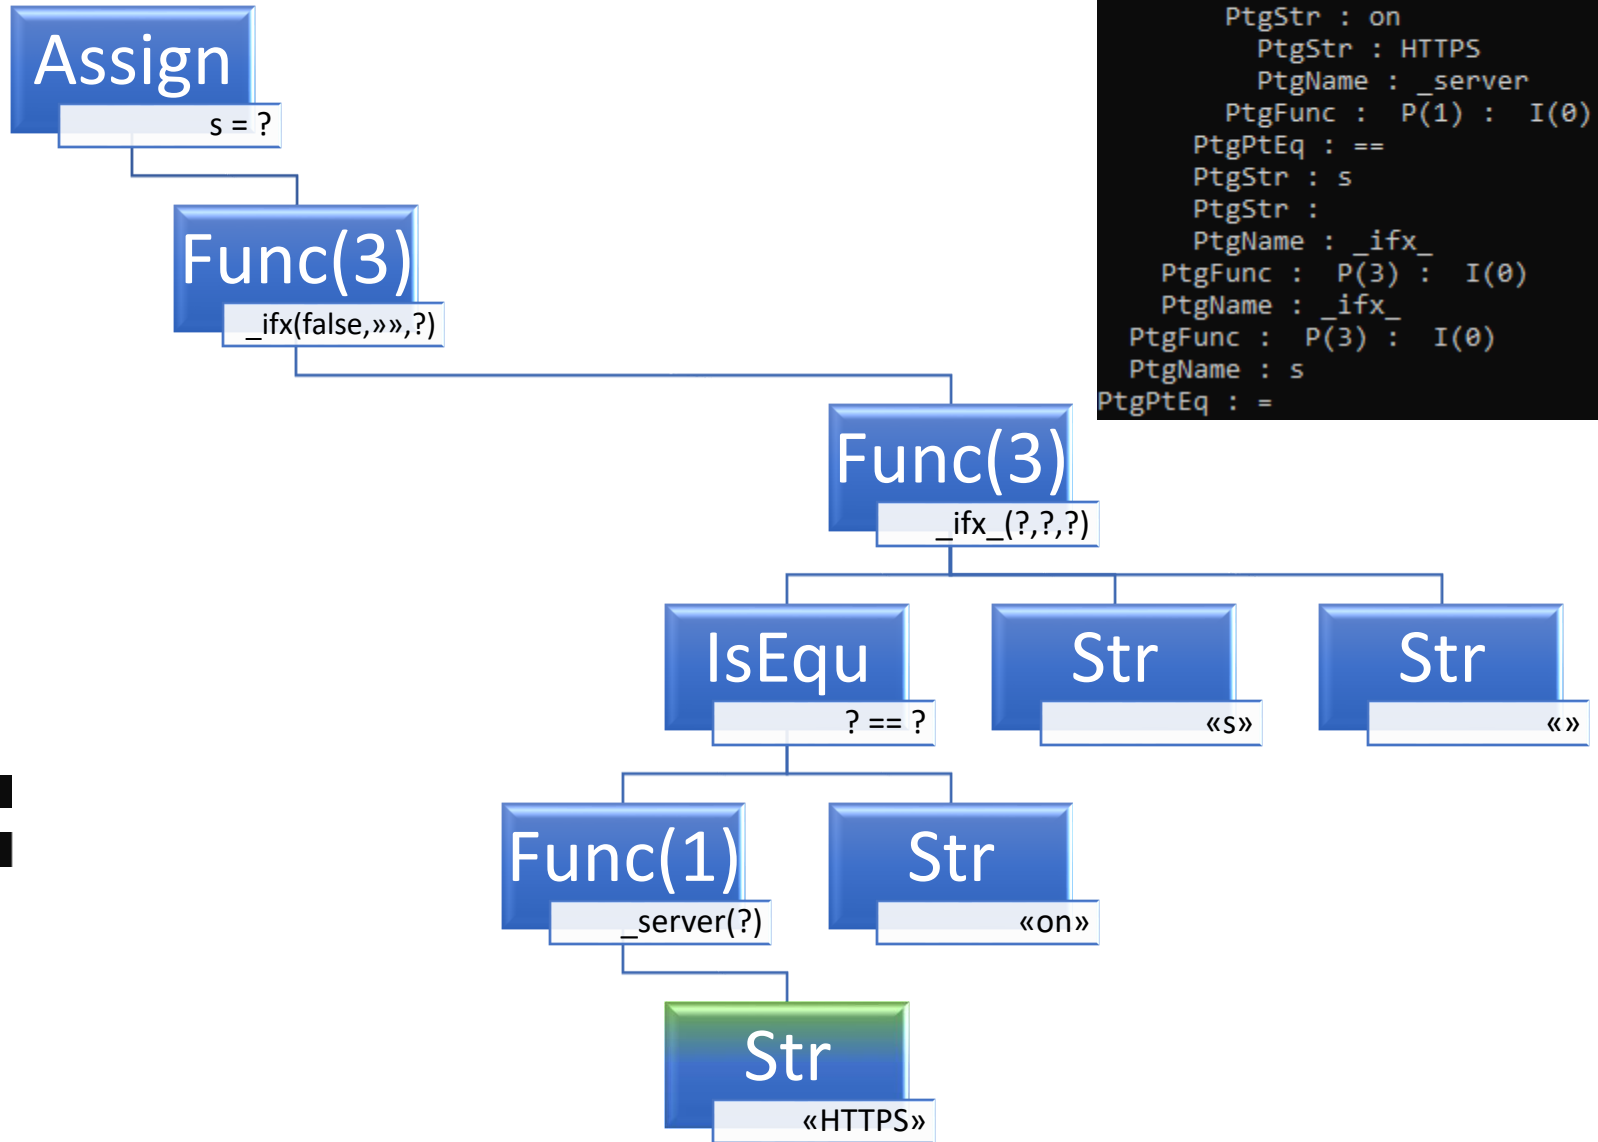 Assign
s = ?
Func(3)
_ifx(false,»»,?)
Func(3)
_ifx_(?,?,?)
IsEqu
? == ?
Str
«s»
Str
«»
Func(1)
_server(?)
Str
«on»
Str
«HTTPS»
PtgStr : on
PtgStr : HTTPS
PtgName : _server
PtgFunc :  P(1) :  I(0)
PtgPtEq : ==
PtgStr : s
PtgStr :
PtgName : _ifx_
PtgFunc :  P(3) :  I(0)
PtgName : _ifx_
PtgFunc :  P(3) :  I(0)
PtgName : s
PtgPtEq : =